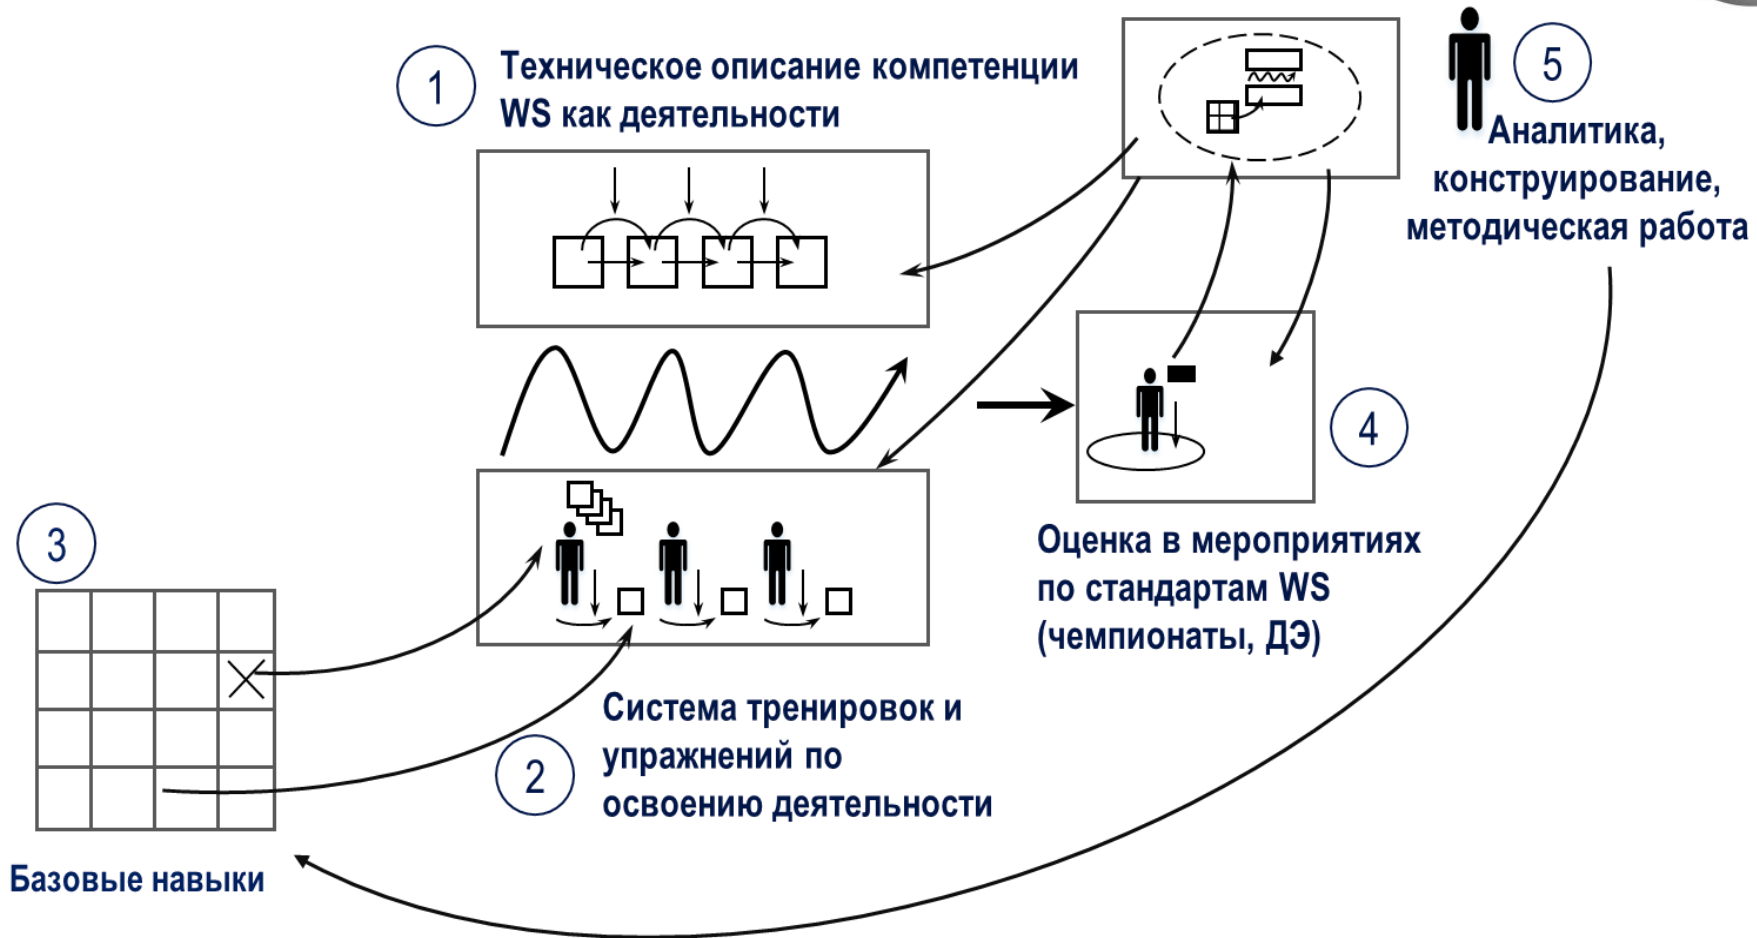 1
Техническое описание компетенции
WS как деятельности
5
Аналитика,
конструирование,
методическая работа
4
Оценка в мероприятиях
по стандартам WS
(чемпионаты, ДЭ)
3
Базовые навыки
2
Система тренировок и
упражнений по
освоению деятельности